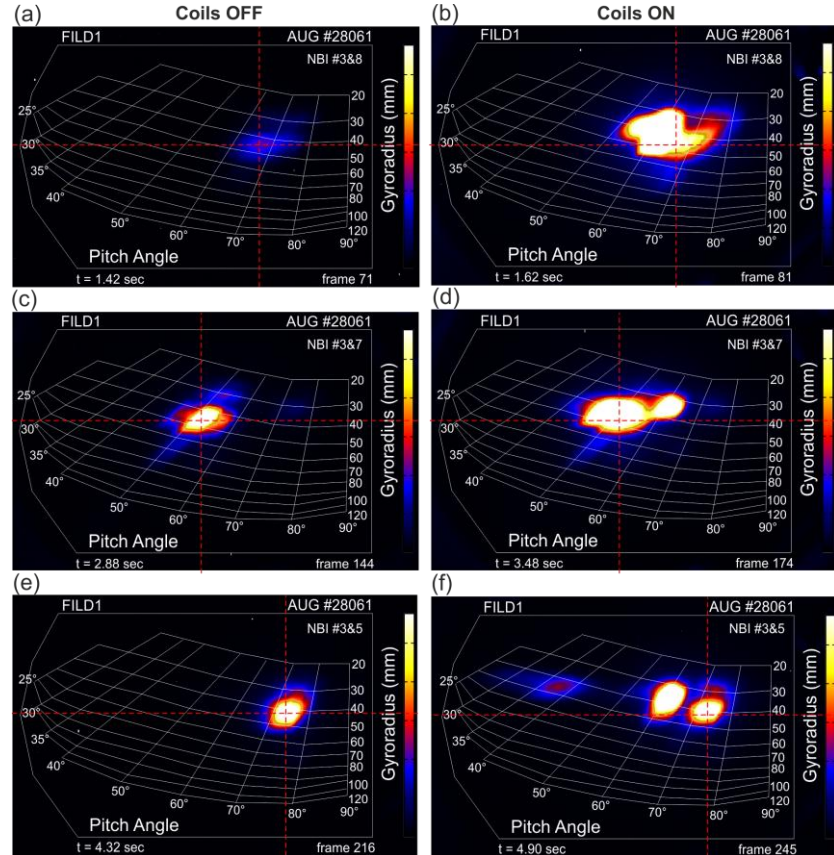 Coils OFF
Coils ON
(a)
FILD1
AUG #28061
NBI #3&8
25°
30°
35°
40°
50°
60°
70°
80°
90°
20
30
40
50
60
70
80
100
120
Gyroradius (mm)
Pitch Angle
t = 1.42 sec
frame 71
(b)
FILD1
AUG #28061
NBI #3&8
25°
30°
35°
40°
50°
60°
70°
80°
90°
20
30
40
50
60
70
80
100
120
Gyroradius (mm)
Pitch Angle
t = 1.62 sec
frame 81
(c)
FILD1
AUG #28061
NBI #3&7
25°
30°
35°
40°
50°
60°
70°
80°
90°
20
30
40
50
60
70
80
100
120
Gyroradius (mm)
Pitch Angle
t = 2.88 sec
frame 144
(d)
FILD1
AUG #28061
NBI #3&7
25°
30°
35°
40°
50°
60°
70°
80°
90°
20
30
40
50
60
70
80
100
120
Gyroradius (mm)
Pitch Angle
t = 3.48 sec
frame 174
(e)
FILD1
AUG #28061
NBI #3&5
25°
30°
35°
40°
50°
60°
70°
80°
90°
20
30
40
50
60
70
80
100
120
Gyroradius (mm)
Pitch Angle
t = 4.32 sec
frame 216
(f)
FILD1
AUG #28061
NBI #3&5
25°
30°
35°
40°
50°
60°
70°
80°
90°
20
30
40
50
60
70
80
100
120
Gyroradius (mm)
Pitch Angle
t = 4.90 sec
frame 245